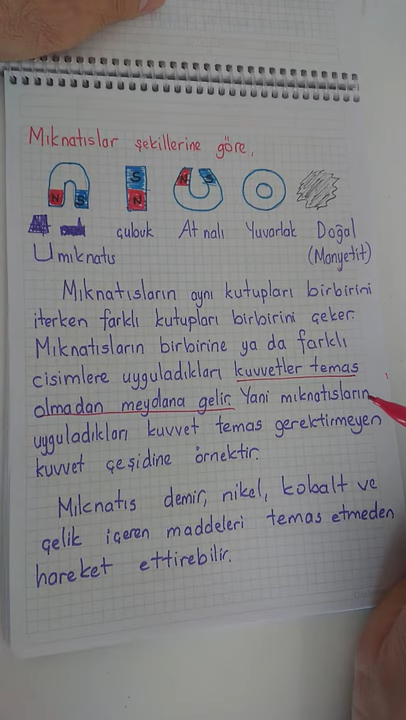 Mıknatıslar şekillerine göre,
N S S N N S
çubuk At nalı Yuvarlak Doğal
U mıknatıs (Manyetit)
Mıknatısların aynı kutupları birbirini
iterken farklı kutupları birbirini çeker.
Mıknatısların birbirine ya da farklı
cisimlere uyguladıkları kuvvetler temas
olmadan meydana gelir. Yani mıknatısların
uyguladıkları kuvvet temas gerektirmeyen
kuvvet çeşidine örnektir.
Mıknatıs demir, nikel, kobalt ve
çelik içeren maddeleri temas etmeden
hareket ettirebilir.